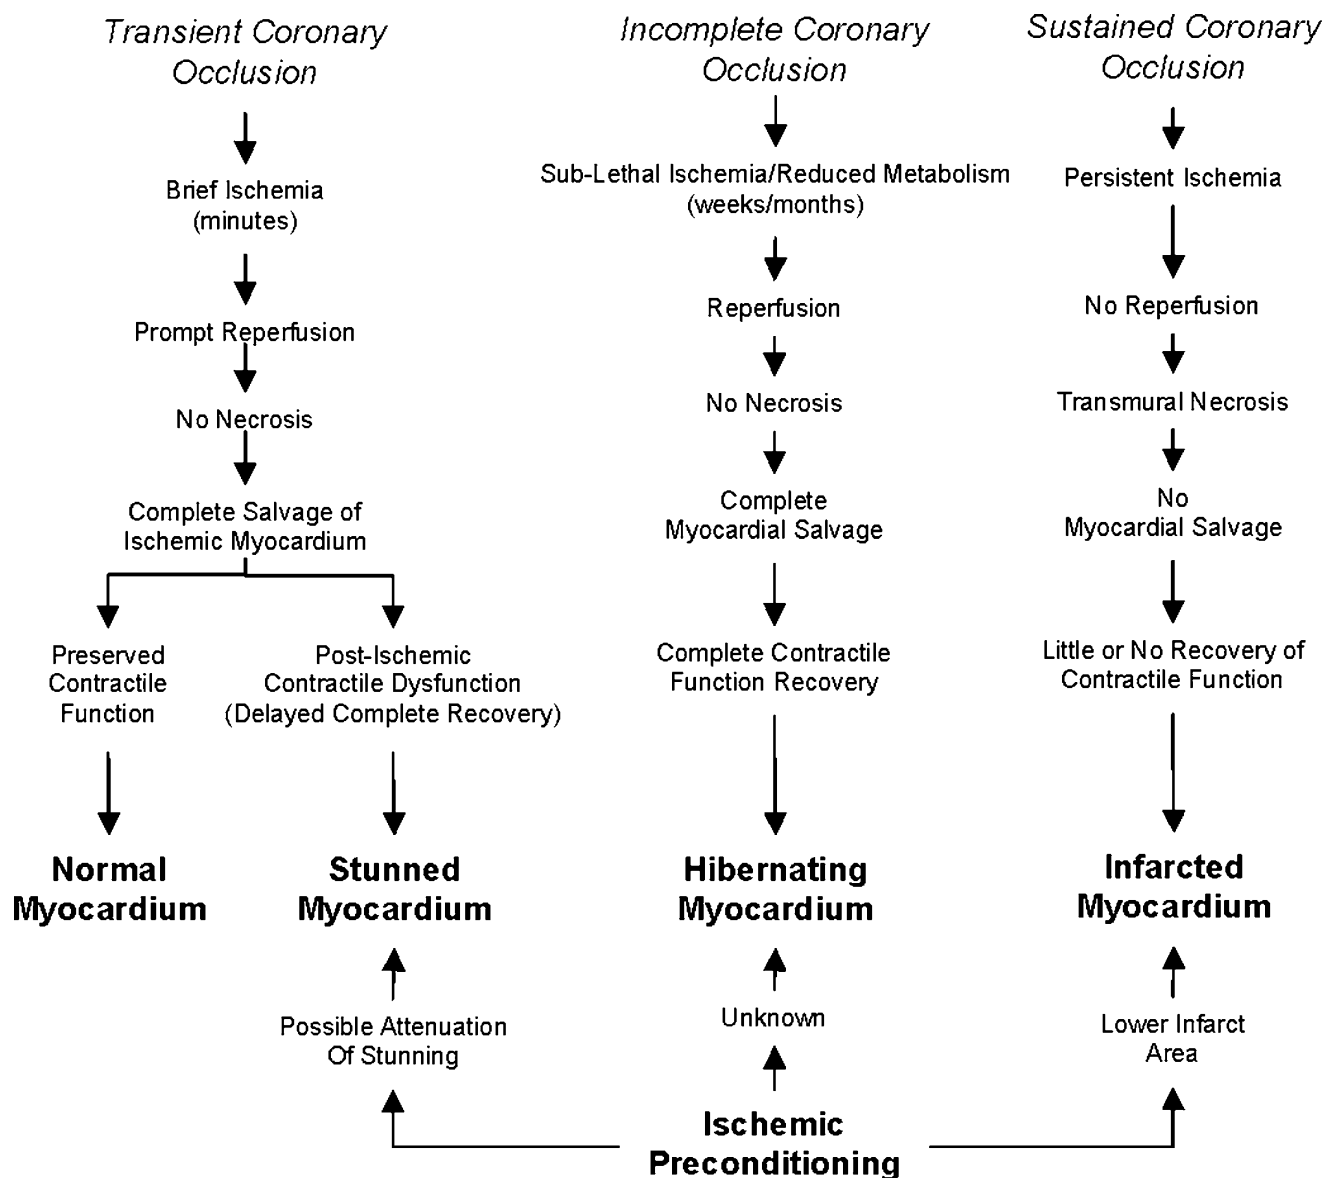 Transient Coronary
Occlusion
Brief Ischemia
(minutes)
Prompt Reperfusion
No Necrosis
Complete Salvage of
Ischemic Myocardium
Preserved
Contractile
Function
Normal
Myocardium
Post-Ischemic
Contractile Dysfunction
(Delayed Complete Recovery)
Stunned
Myocardium
Incomplete Coronary
Occlusion
Sub-Lethal Ischemia/Reduced Metabolism
(weeks/months)
Reperfusion
No Necrosis
Complete
Myocardial Salvage
Complete Contractile
Function Recovery
Hibernating
Myocardium
Sustained Coronary
Occlusion
Persistent Ischemia
No Reperfusion
Transmural Necrosis
No
Myocardial Salvage
Little or No Recovery of
Contractile Function
Infarcted
Myocardium
Possible Attenuation
Of Stunning
Unknown
Lower Infarct
Area
Ischemic
Preconditioning